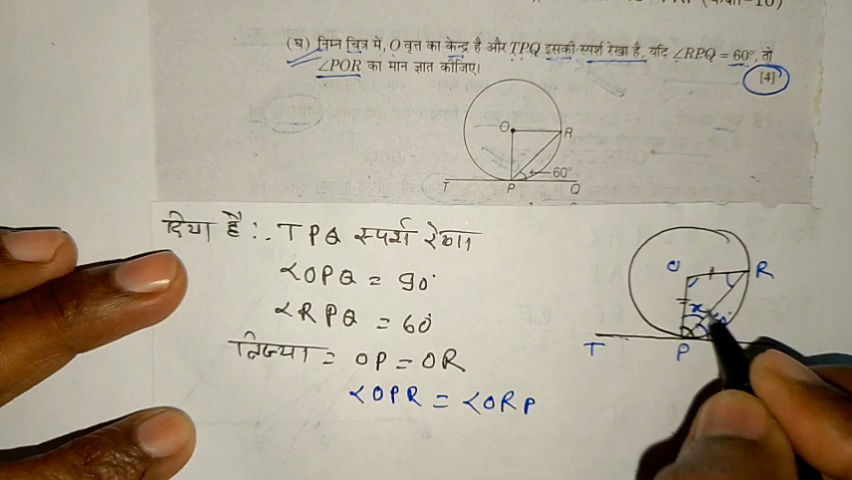 (घ) निम्न चित्र में, O वृत्त का केन्द्र है और TPQ इसकी स्पर्श रेखा है, यदि ∠RPQ = 60°, तो
∠POR का मान ज्ञात कीजिए।
[4]
O
R
60°
T P Q
दिया है :. TPQ स्पर्श रेखा
∠OPQ = 90°
∠RPQ = 60°
त्रिज्या = OP = OR
∠OPR = ∠ORP
O
R
x
T
P